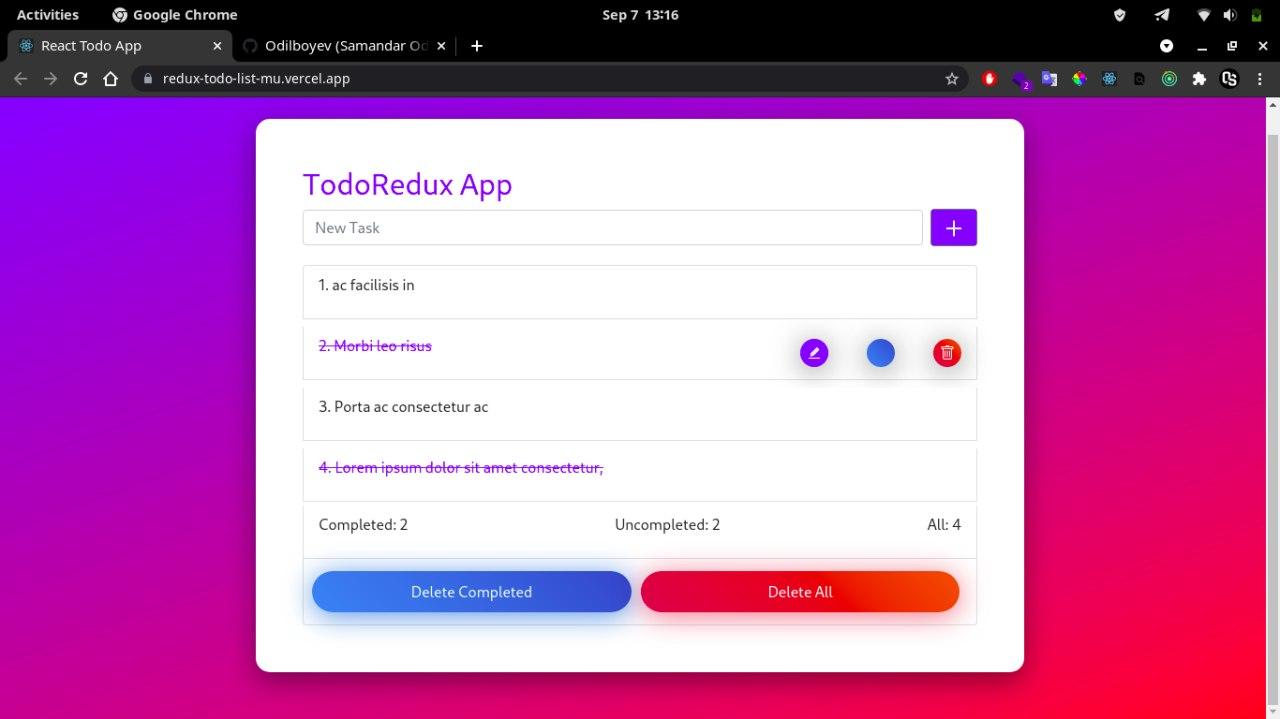 Activities Google Chrome Sep 7 13:16
React Todo App Odilboyev (Samandar Od
redux-todo-list-mu.vercel.app 2
TodoRedux App
New Task
1. ac facilisis in
2. Morbi leo risus
3. Porta ac consectetur ac
4. Lorem ipsum dolor sit amet consectetur,
Completed: 2 Uncompleted: 2 All: 4
Delete Completed Delete All